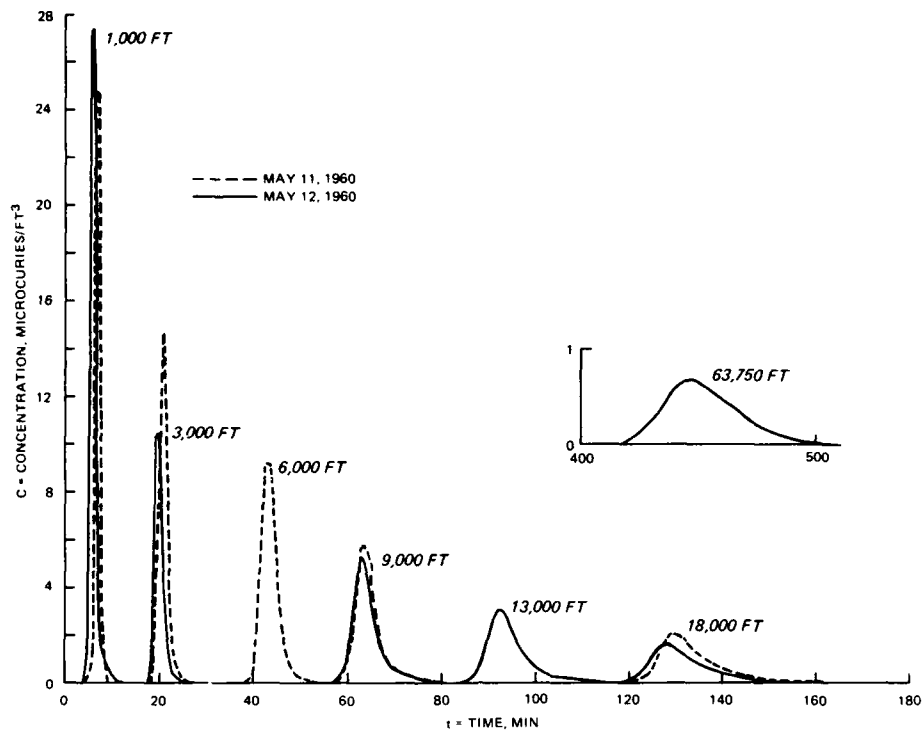 28
24
20
16
12
8
4
0
C = CONCENTRATION, MICROCURIES/FT³
1,000 FT
MAY 11, 1960
MAY 12, 1960
3,000 FT
6,000 FT
9,000 FT
13,000 FT
18,000 FT
1
0
63,750 FT
400 500
0 20 40 60 80 100 120 140 160 180
t = TIME, MIN